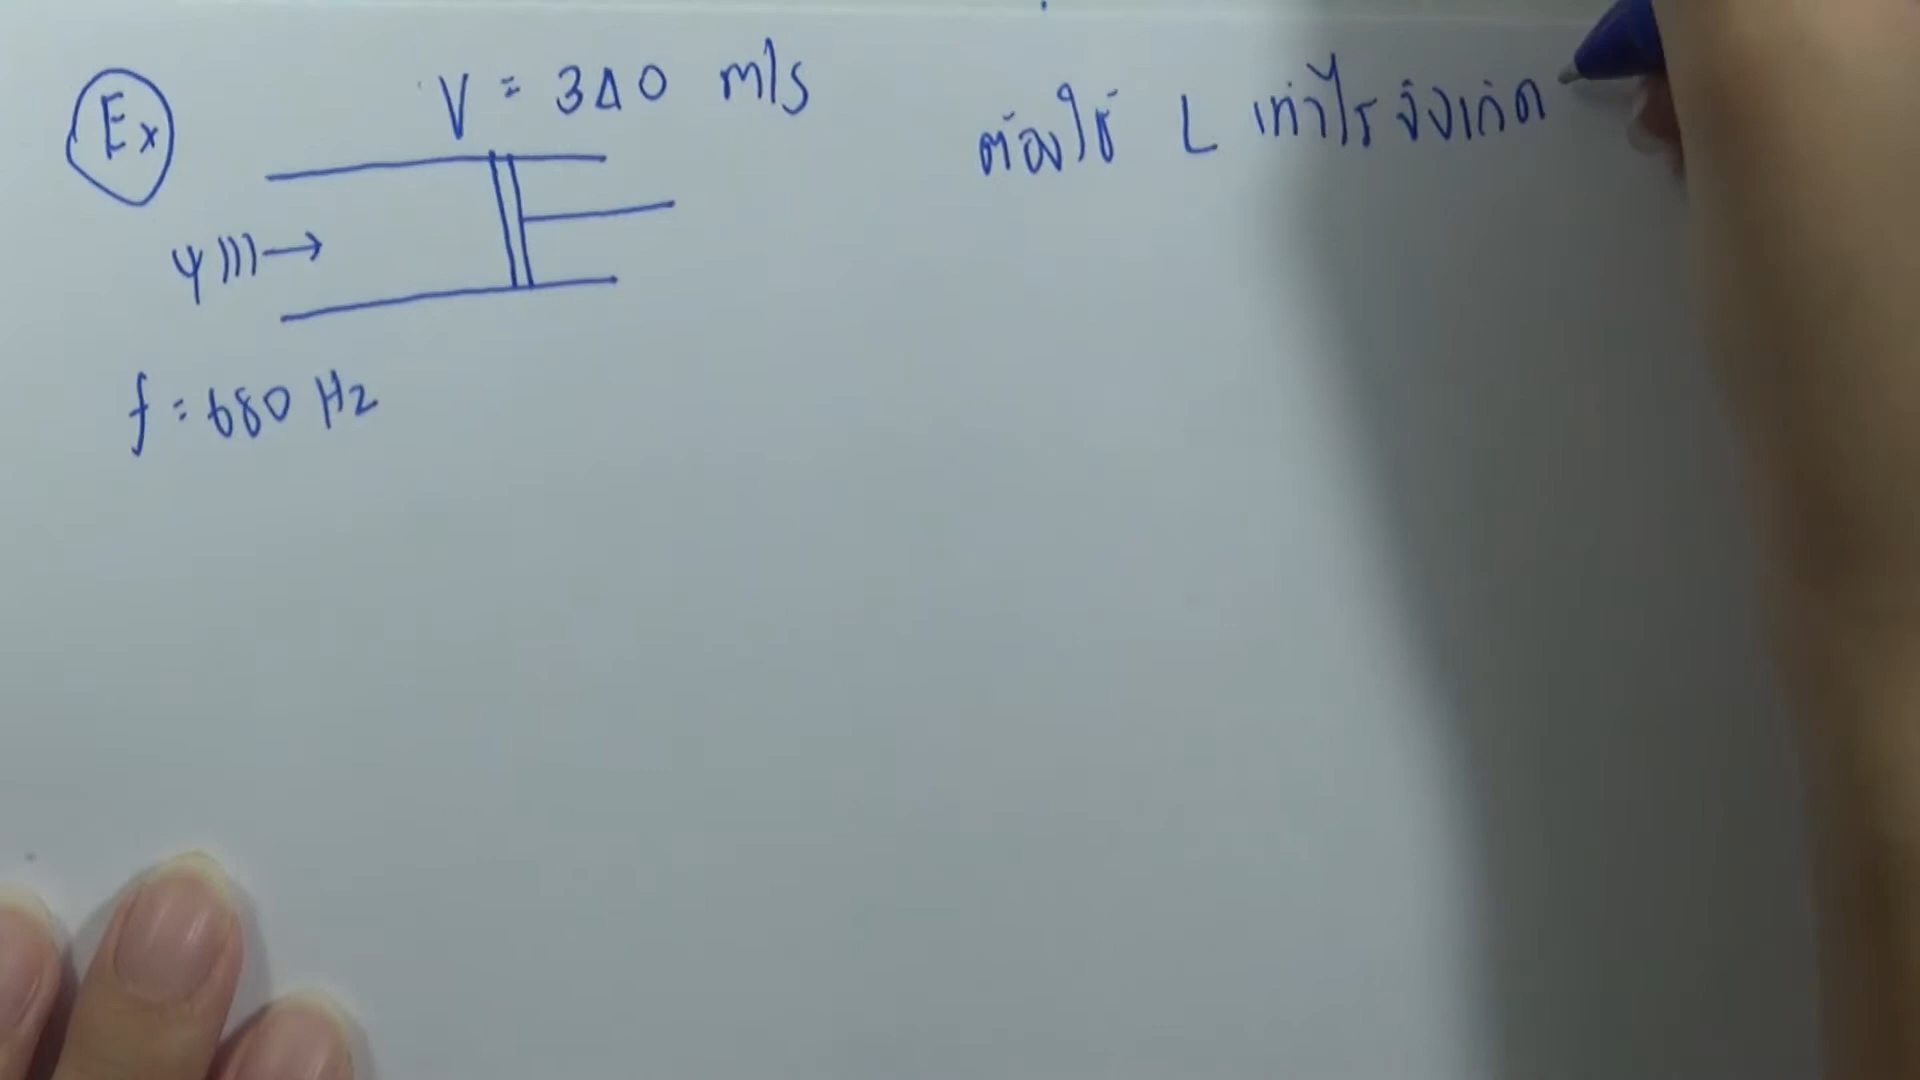 Ex
V = 340 m/s
ต้องใช้ L เท่าไรจึงเกิด
f = 680 Hz